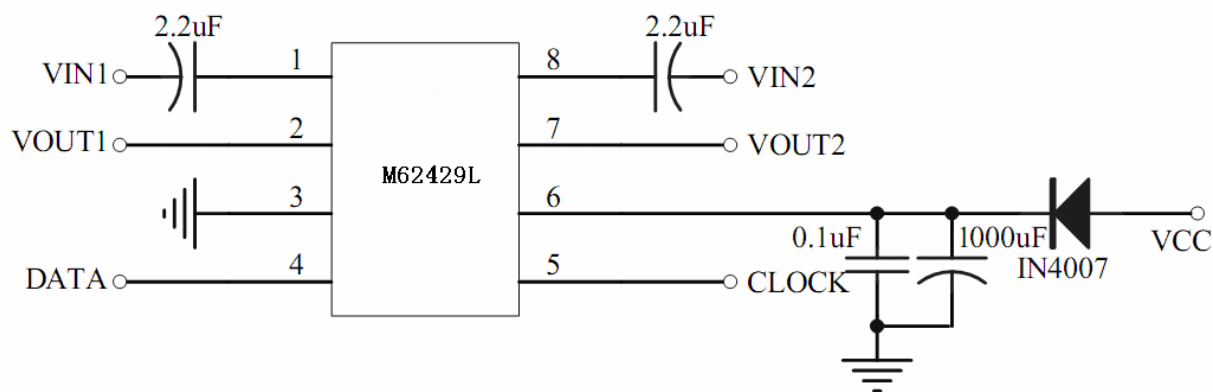 2.2uF
2.2uF
VIN1
1
8
VIN2
VOUT1
2
7
VOUT2
M62429L
3
6
0.1uF
1000uF
VCC
IN4007
DATA
4
5
CLOCK